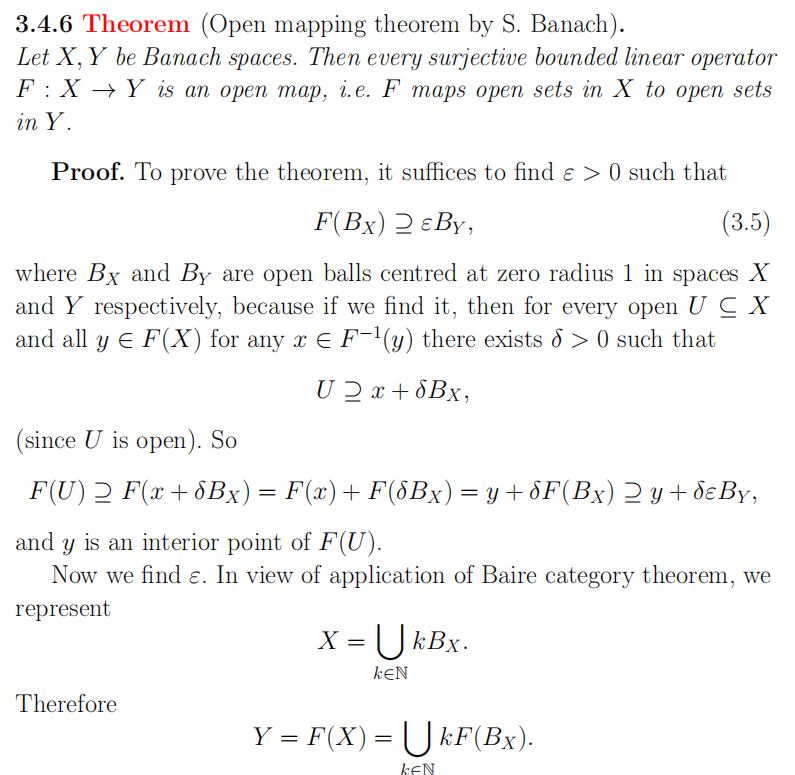 3.4.6 Theorem (Open mapping theorem by S. Banach).
Let X, Y be Banach spaces. Then every surjective bounded linear operator
F : X → Y is an open map, i.e. F maps open sets in X to open sets
in Y.
Proof. To prove the theorem, it suffices to find ε > 0 such that
F(B_X) ⊇ εB_Y, (3.5)
where B_X and B_Y are open balls centred at zero radius 1 in spaces X
and Y respectively, because if we find it, then for every open U ⊆ X
and all y ∈ F(X) for any x ∈ F⁻¹(y) there exists δ > 0 such that
U ⊇ x + δB_X,
(since U is open). So
F(U) ⊇ F(x + δB_X) = F(x) + F(δB_X) = y + δF(B_X) ⊇ y + δεB_Y,
and y is an interior point of F(U).
Now we find ε. In view of application of Baire category theorem, we
represent
X = ⋃_{k∈ℕ} kB_X.
Therefore
Y = F(X) = ⋃_{k∈ℕ} kF(B_X).